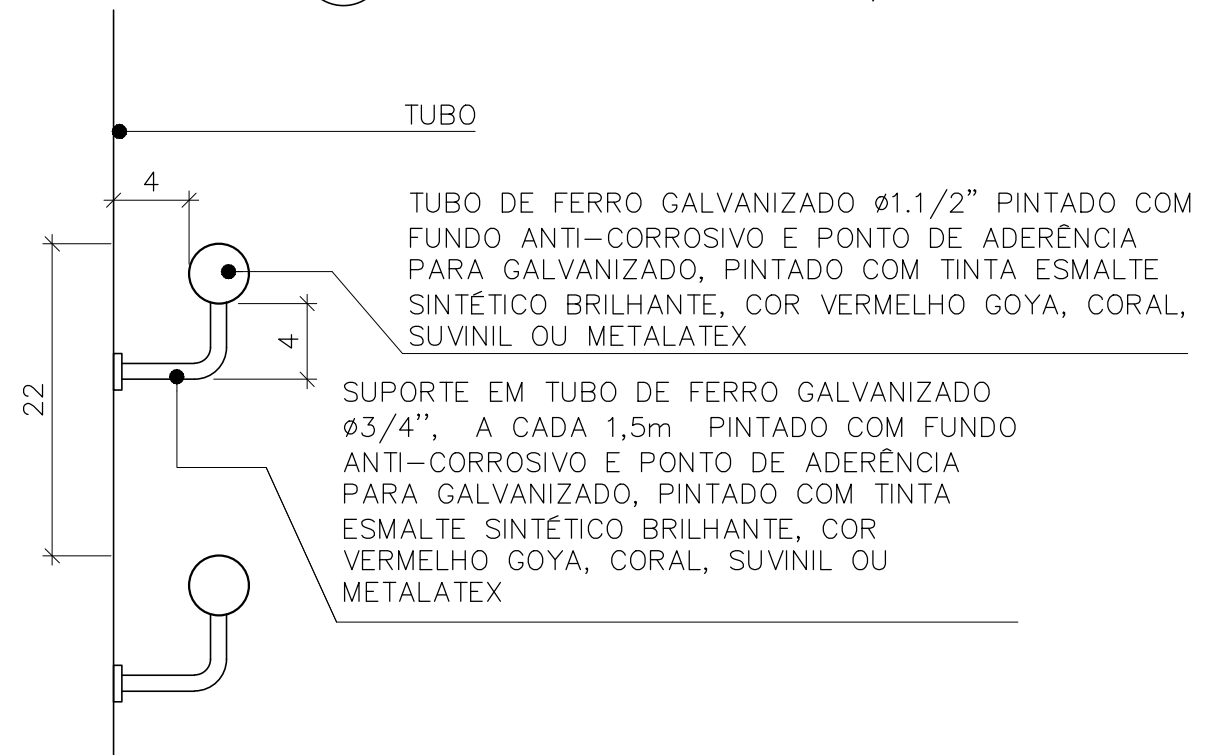 TUBO
4
TUBO DE FERRO GALVANIZADO ø1.1/2" PINTADO COM
FUNDO ANTI-CORROSIVO E PONTO DE ADERÊNCIA
PARA GALVANIZADO, PINTADO COM TINTA ESMALTE
SINTÉTICO BRILHANTE, COR VERMELHO GOYA, CORAL,
SUVINIL OU METALATEX
4
22
SUPORTE EM TUBO DE FERRO GALVANIZADO
ø3/4'', A CADA 1,5m PINTADO COM FUNDO
ANTI-CORROSIVO E PONTO DE ADERÊNCIA
PARA GALVANIZADO, PINTADO COM TINTA
ESMALTE SINTÉTICO BRILHANTE, COR
VERMELHO GOYA, CORAL, SUVINIL OU
METALATEX